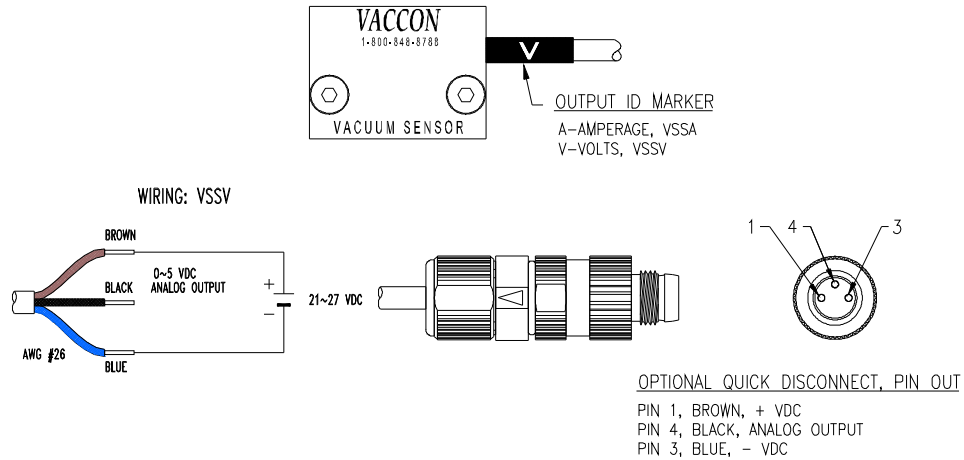 VACCON
1-800-848-8788
V
VACUUM SENSOR
OUTPUT ID MARKER
A-AMPERAGE, VSSA
V-VOLTS, VSSV
WIRING: VSSV
BROWN
0~5 VDC
ANALOG OUTPUT
BLACK
+
-
21~27 VDC
AWG #26
BLUE
1
4
3
OPTIONAL QUICK DISCONNECT, PIN OUT
PIN 1, BROWN, + VDC
PIN 4, BLACK, ANALOG OUTPUT
PIN 3, BLUE, - VDC